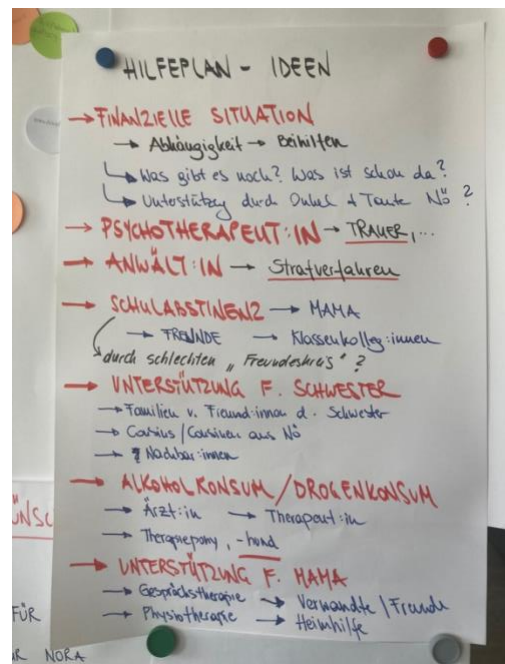 HILFEPLAN - IDEEN
→ FINANZIELLE SITUATION
→ Abhängigkeit → Beihilfen
↳ Was gibt es noch? Was ist schon da?
↳ Unterstützg durch Onkel + Tante NÖ?
→ PSYCHOTHERAPEUT:IN → TRAUER,...
→ ANWÄLT:IN → Strafverfahren
→ SCHULABSTINENZ → MAMA
→ FREUNDE → Klassenkolleg:innen
durch schlechten „Freundeskreis" ?
→ UNTERSTÜTZUNG F. SCHWESTER
→ Familien v. Freund:innen d. Schwester
→ Cousins / Cousinen aus NÖ
→ ? Nachbar:innen
→ ALKOHOLKONSUM / DROGENKONSUM
→ Ärzt:in → Therapeut:in
→ Therapiepony, -hund
→ UNTERSTÜTZUNG F. MAMA
→ Gesprächstherapie → Verwandte / Freunde
→ Physiotherapie → Heimhilfe
ÜNSC
FÜR
NORA